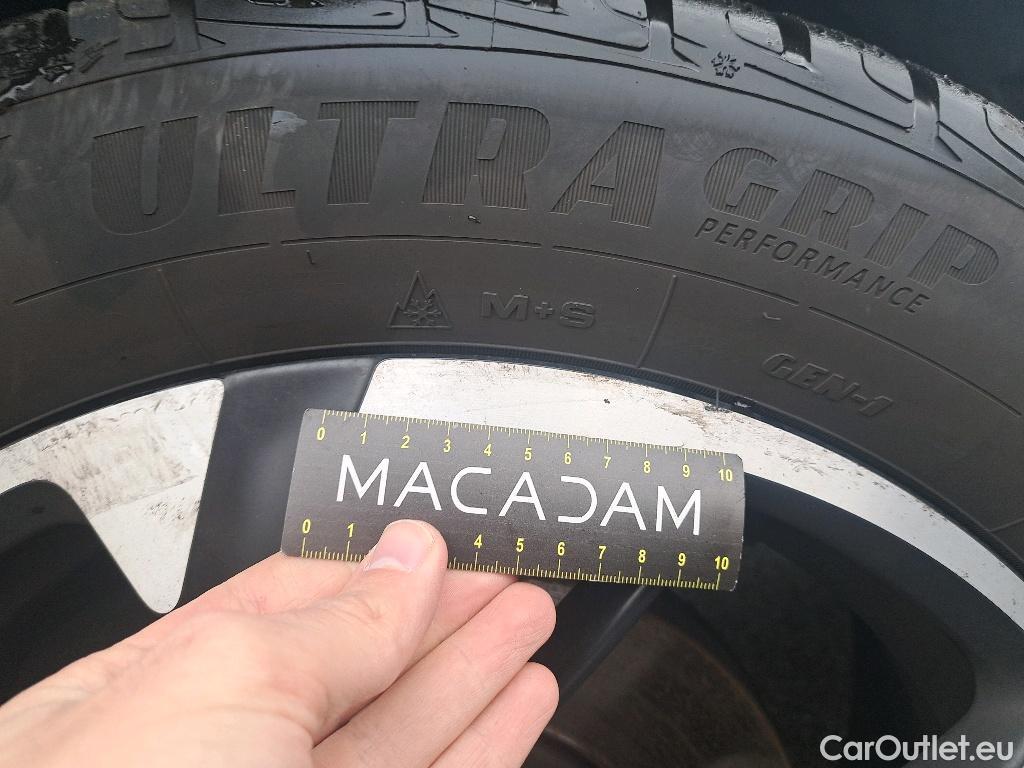 ULTRA GRIP
PERFORMANCE
M+S
GEN-1
0 1 2 3 4 5 6 7 8 9 10
MACADAM
0 1 4 5 6 7 8 9 10
CarOutlet.eu